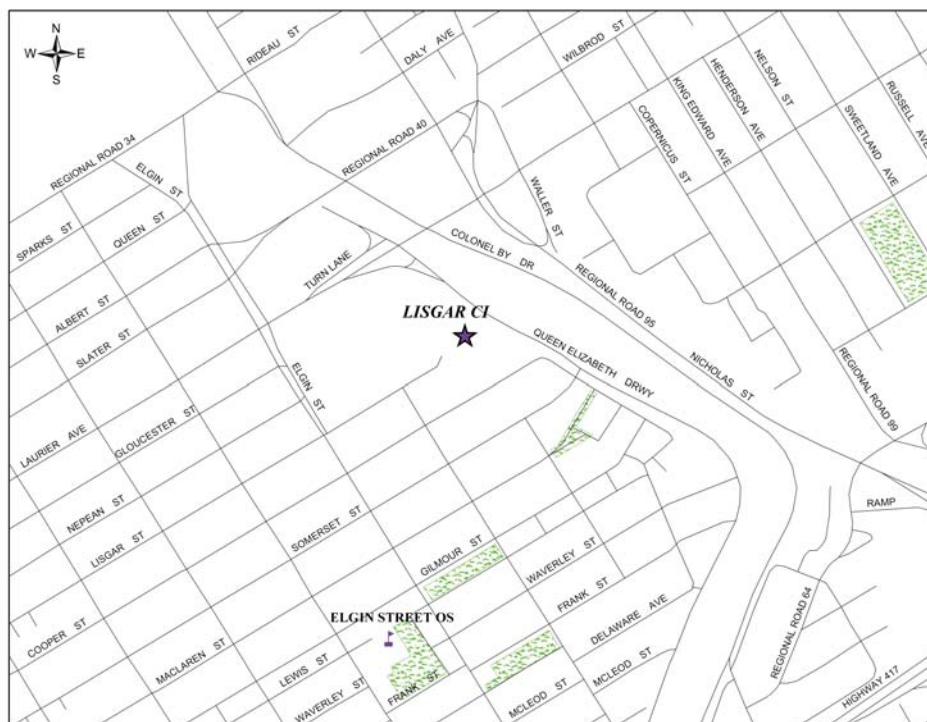 N
W E
S
RIDEAU ST
DALY AVE
WILBROD ST
NELSON ST
HENDERSON AVE
KING EDWARD AVE
COPERNICUS ST
RUSSELL AVE
SWEETLAND AVE
REGIONAL ROAD 34
REGIONAL ROAD 40
ELGIN ST
WALLER ST
SPARKS ST
QUEEN ST
COLONEL BY DR
TURN LANE
REGIONAL ROAD 95
ALBERT ST
SLATER ST
LISGAR CI
QUEEN ELIZABETH DRWY
NICHOLAS ST
REGIONAL ROAD 99
ELGIN ST
LAURIER AVE
GLOUCESTER ST
NEPEAN ST
LISGAR ST
SOMERSET ST
RAMP
GILMOUR ST
WAVERLEY ST
FRANK ST
DELAWARE AVE
ELGIN STREET OS
COOPER ST
MACLAREN ST
LEWIS ST
WAVERLEY ST
FRANK ST
MCLEOD ST
MCLEOD ST
REGIONAL ROAD 64
HIGHWAY 417